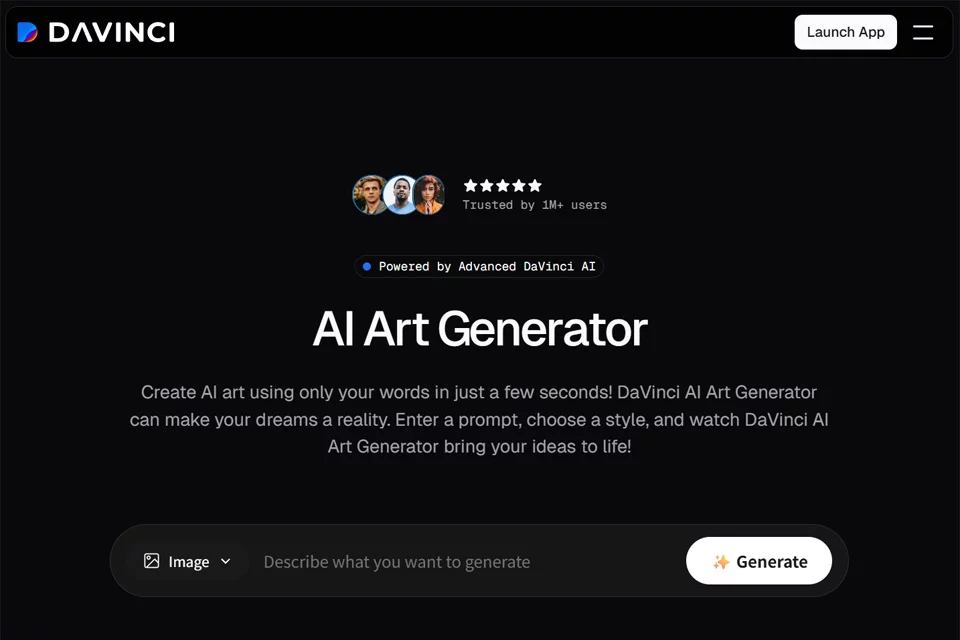 DAVINCI
Launch App
Trusted by 1M+ users
Powered by Advanced DaVinci AI
AI Art Generator
Create AI art using only your words in just a few seconds! DaVinci AI Art Generator
can make your dreams a reality. Enter a prompt, choose a style, and watch DaVinci AI
Art Generator bring your ideas to life!
Image
Describe what you want to generate
Generate